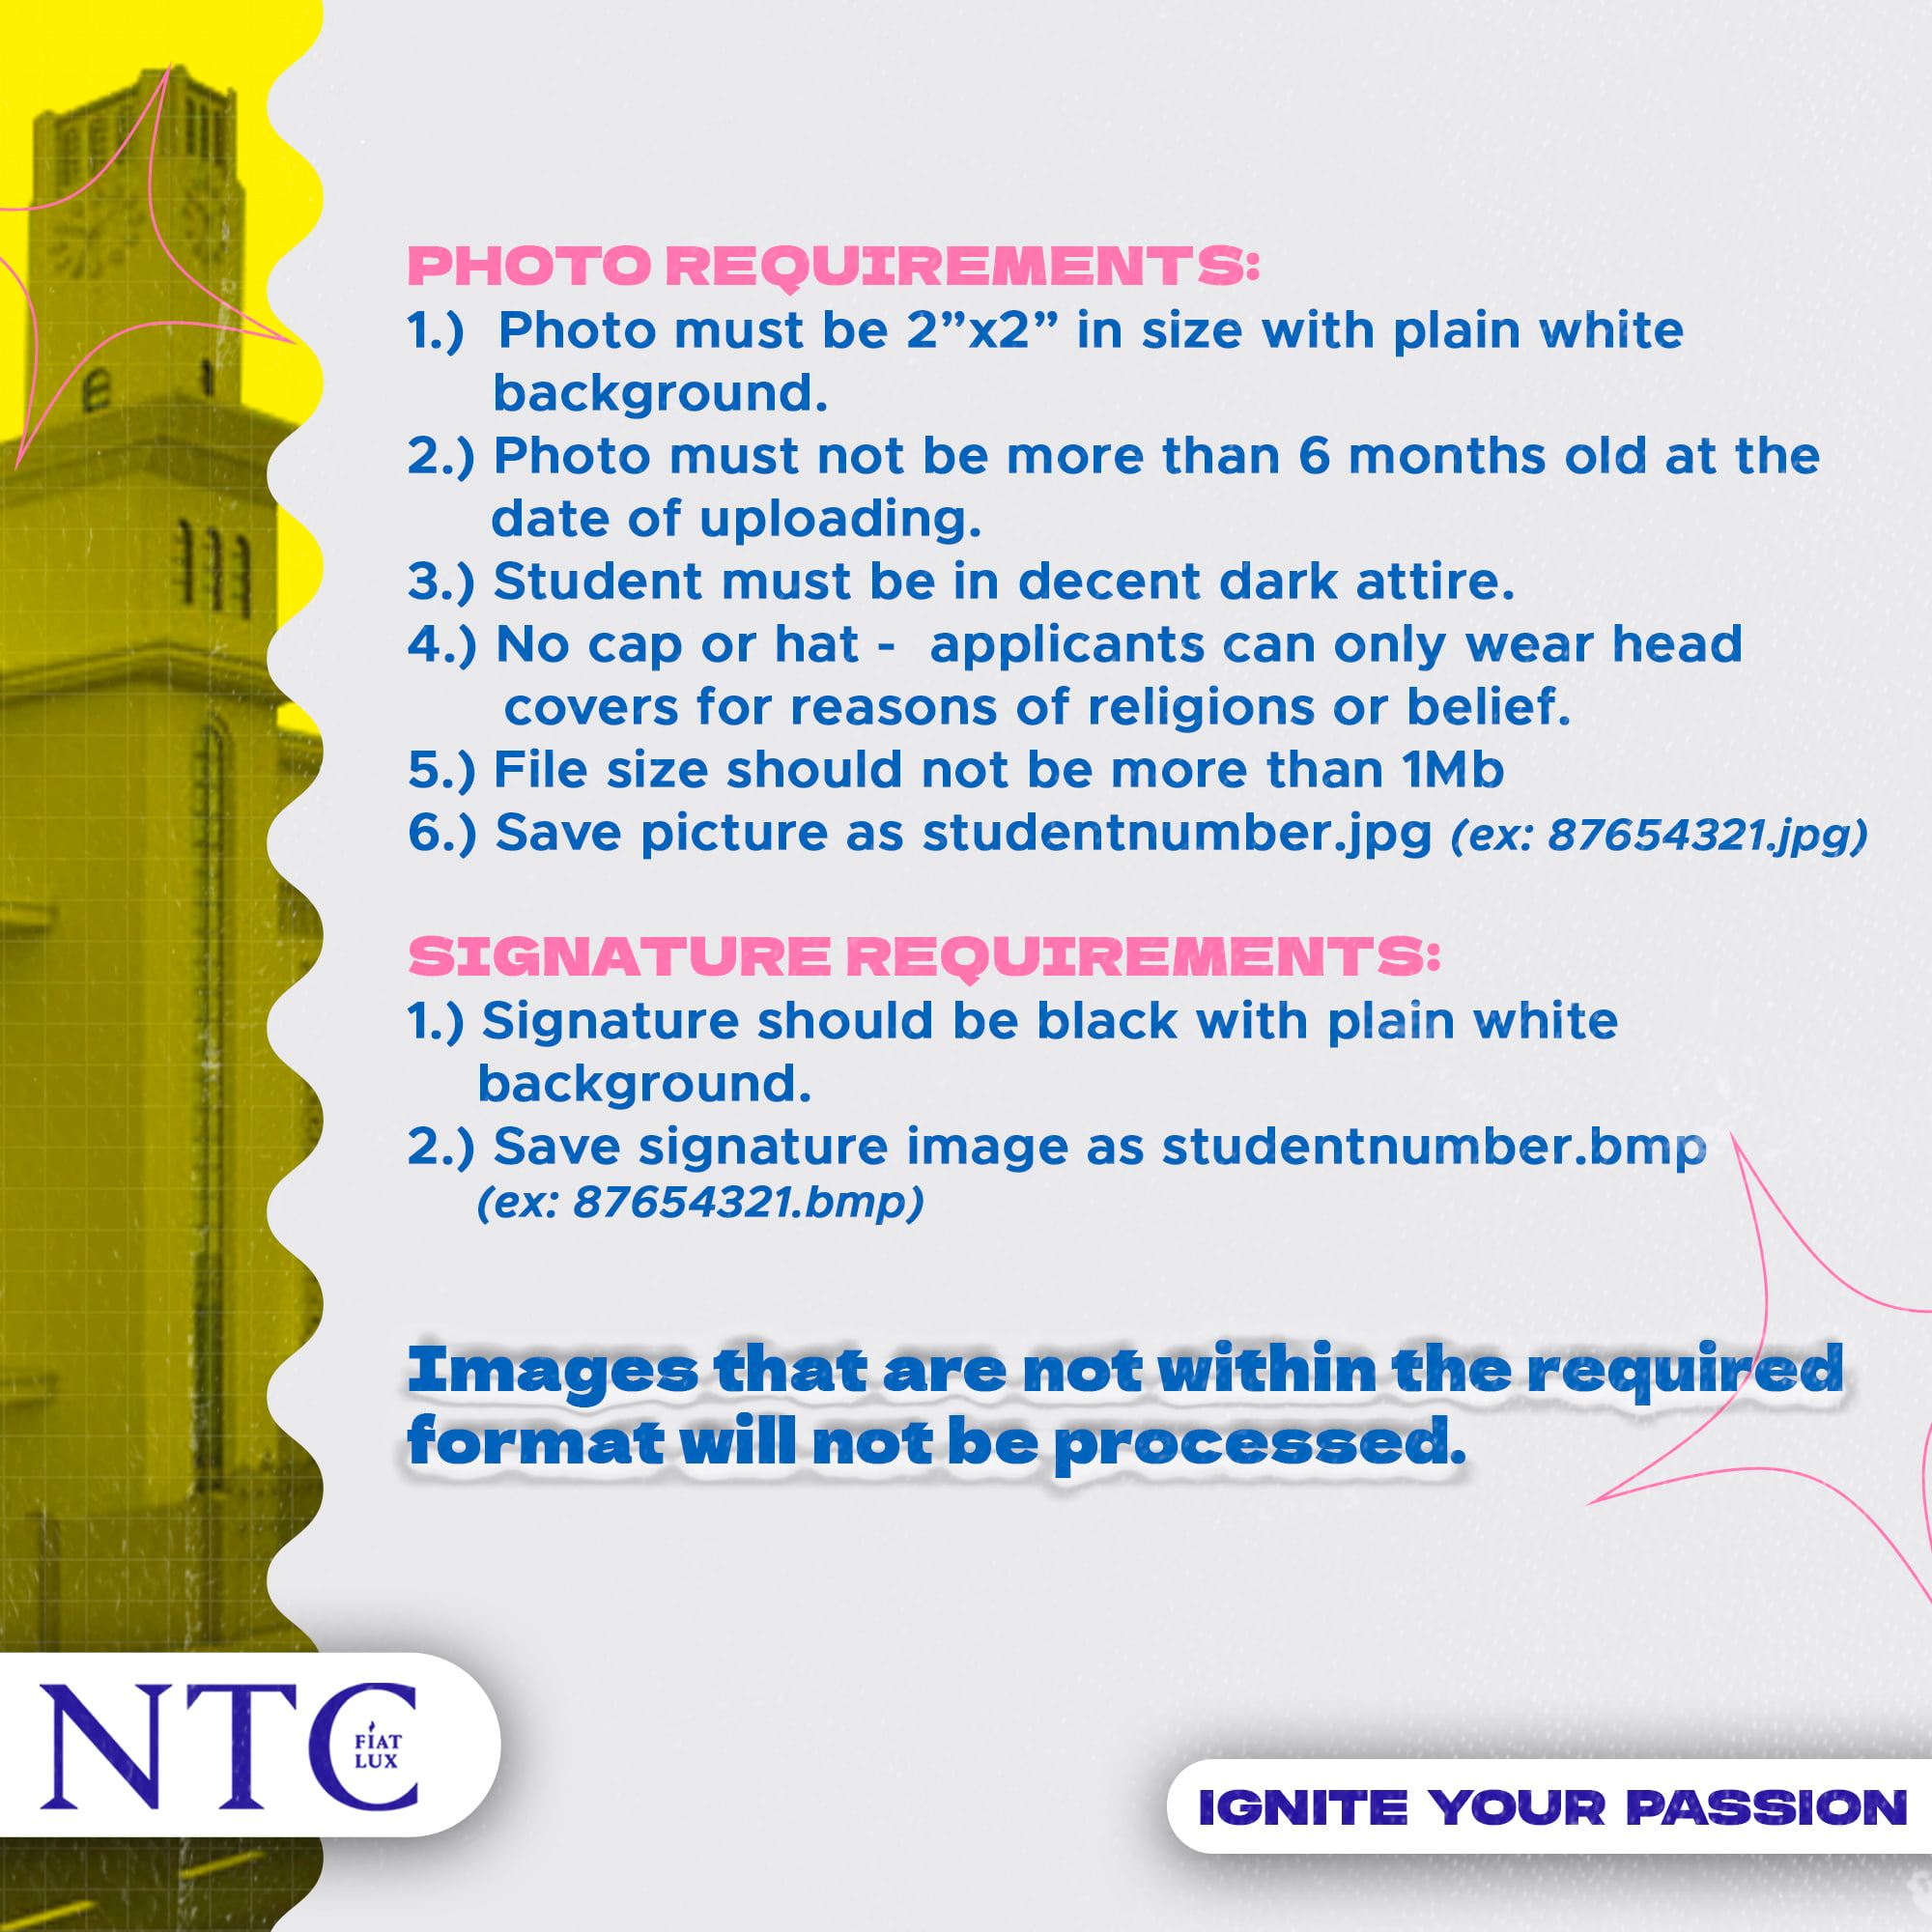 PHOTO REQUIREMENTS:
1.) Photo must be 2”x2” in size with plain white
background.
2.) Photo must not be more than 6 months old at the
date of uploading.
3.) Student must be in decent dark attire.
4.) No cap or hat - applicants can only wear head
covers for reasons of religions or belief.
5.) File size should not be more than 1Mb
6.) Save picture as studentnumber.jpg (ex: 87654321.jpg)
SIGNATURE REQUIREMENTS:
1.) Signature should be black with plain white
background.
2.) Save signature image as studentnumber.bmp
(ex: 87654321.bmp)
Images that are not within the required
format will not be processed.
NTC
FIAT
LUX
IGNITE YOUR PASSION